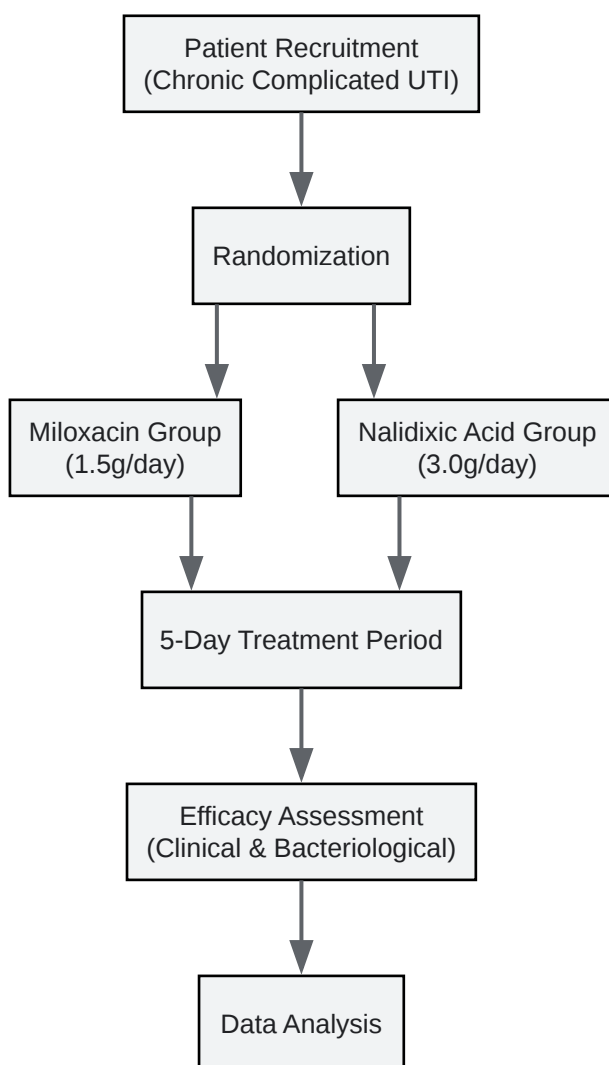 Patient Recruitment
(Chronic Complicated UTI)
Randomization
Miloxacin Group
(1.5g/day)
Nalidixic Acid Group
(3.0g/day)
5-Day Treatment Period
Efficacy Assessment
(Clinical & Bacteriological)
Data Analysis